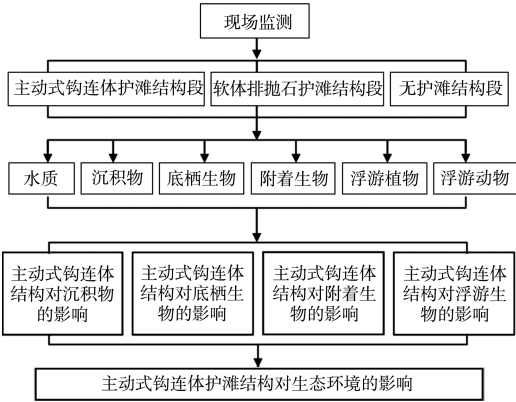 现场监测
主动式钩连体护滩结构段
软体排抛石护滩结构段
无护滩结构段
水质
沉积物
底栖生物
附着生物
浮游植物
浮游动物
主动式钩连体
结构对沉积物
的影响
主动式钩连体
结构对底栖生
物的影响
主动式钩连体
结构对附着生
物的影响
主动式钩连体
结构对浮游生
物的影响
主动式钩连体护滩结构对生态环境的影响